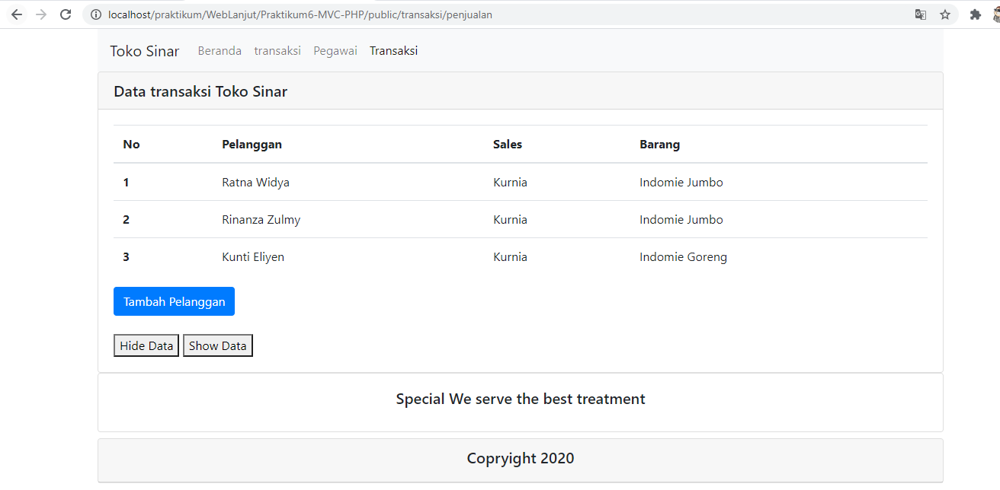 localhost/praktikum/WebLanjut/Praktikum6-MVC-PHP/public/transaksi/penjualan
Toko Sinar Beranda transaksi Pegawai Transaksi
Data transaksi Toko Sinar
No Pelanggan Sales Barang
1 Ratna Widya Kurnia Indomie Jumbo
2 Rinanza Zulmy Kurnia Indomie Jumbo
3 Kunti Eliyen Kurnia Indomie Goreng
Tambah Pelanggan
Hide Data Show Data
Special We serve the best treatment
Copryight 2020